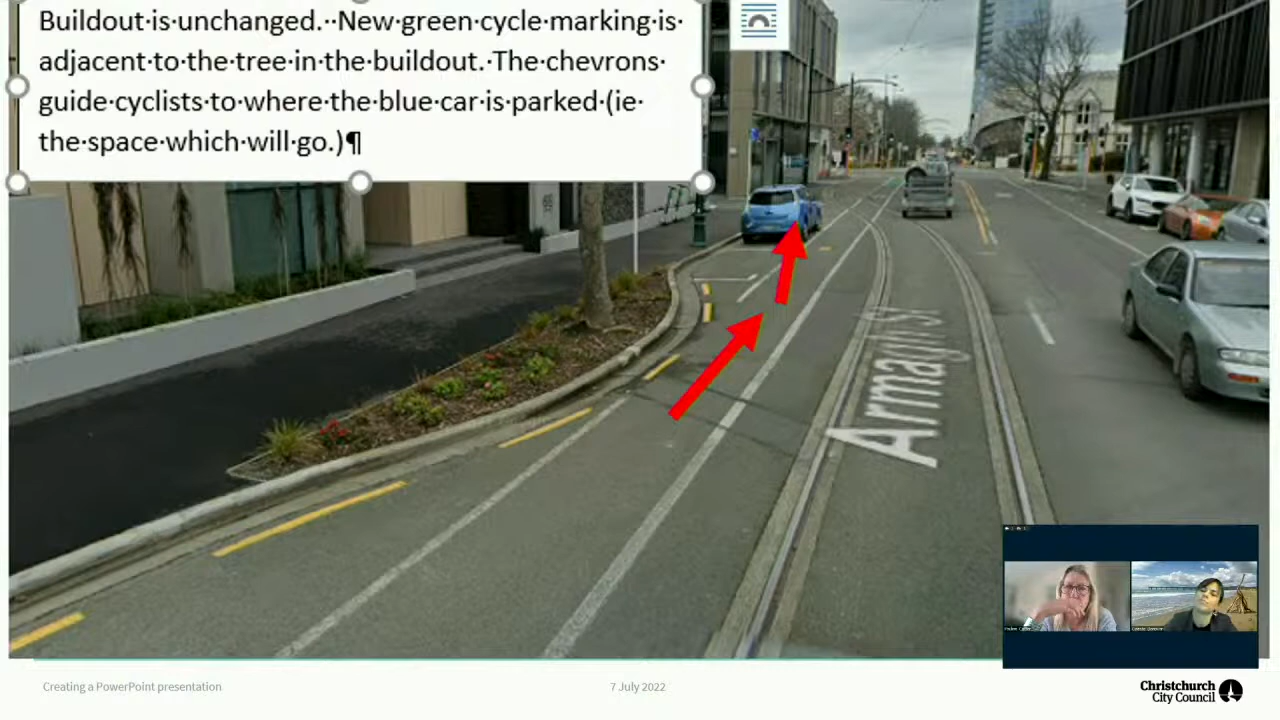 Buildout·is·unchanged.··New·green·cycle·marking·is·
adjacent·to·the·tree·in·the·buildout.·The·chevrons·
guide·cyclists·to·where·the·blue·car·is·parked·(ie·
the·space·which·will·go.)¶
Armagh St
Creating a PowerPoint presentation
7 July 2022
Christchurch
City Council